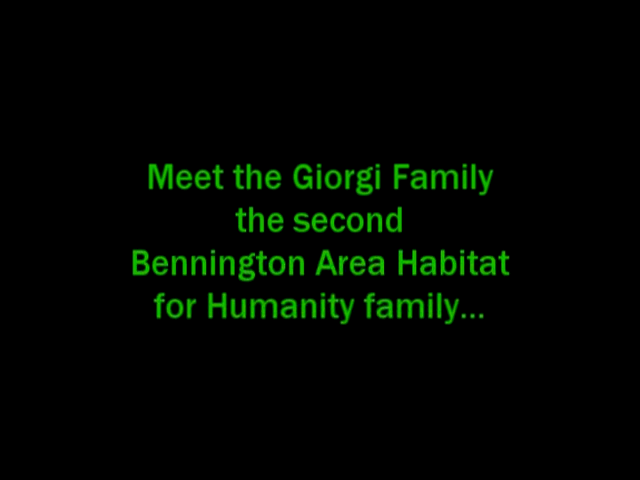 Meet the Giorgi Family
the second
Bennington Area Habitat
for Humanity family...